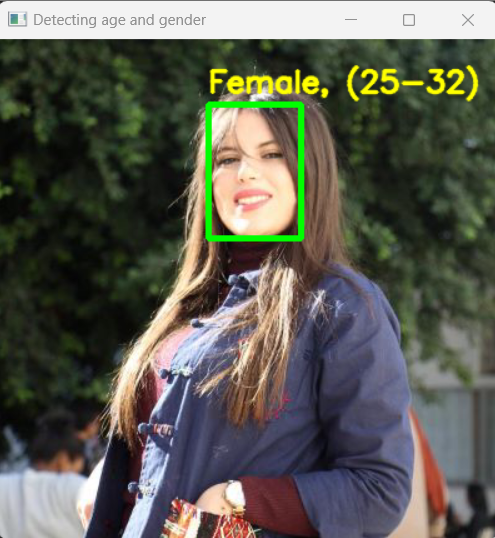 Detecting age and gender
Female, (25-32)